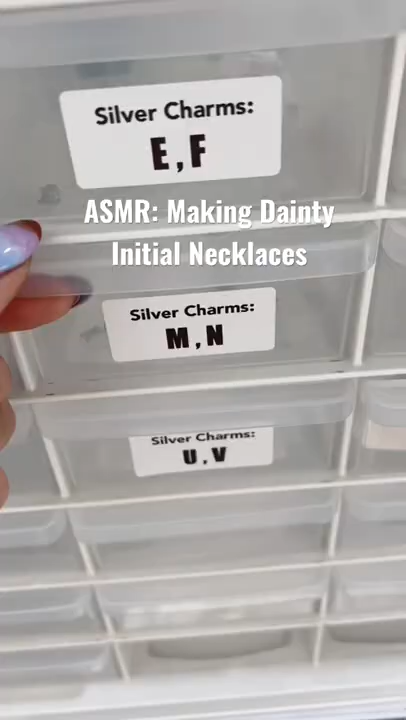 Silver Charms:
E,F
ASMR: Making Dainty
Initial Necklaces
Silver Charms:
M,N
Silver Charms:
U,V